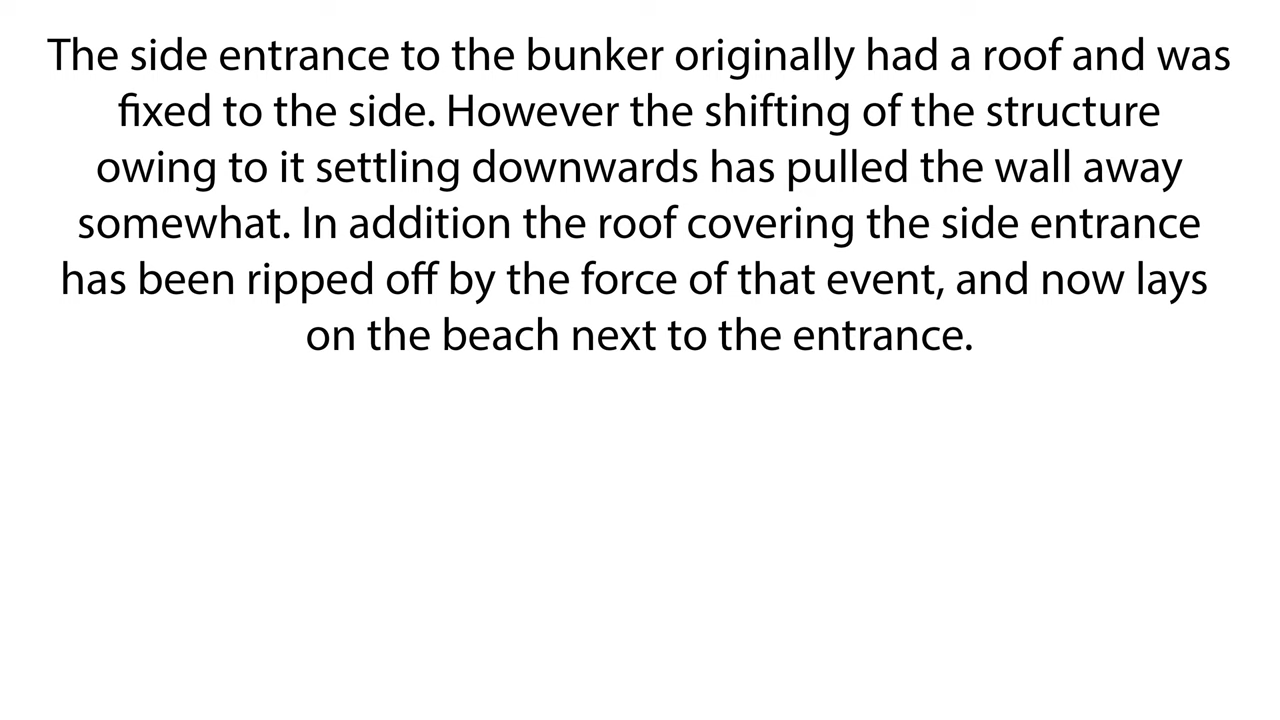 The side entrance to the bunker originally had a roof and was
fixed to the side. However the shifting of the structure
owing to it settling downwards has pulled the wall away
somewhat. In addition the roof covering the side entrance
has been ripped off by the force of that event, and now lays
on the beach next to the entrance.